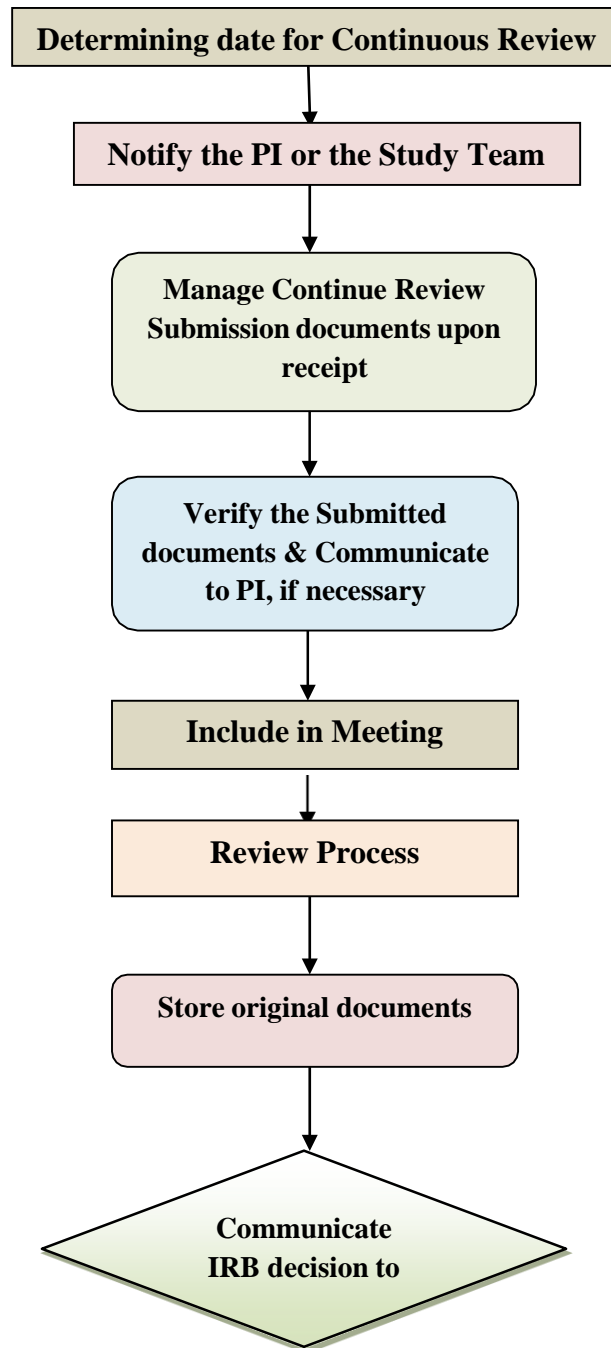 Determining date for Continuous Review
Notify the PI or the Study Team
Manage Continue Review
Submission documents upon
receipt
Verify the Submitted
documents & Communicate
to PI, if necessary
Include in Meeting
Review Process
Store original documents
Communicate
IRB decision to